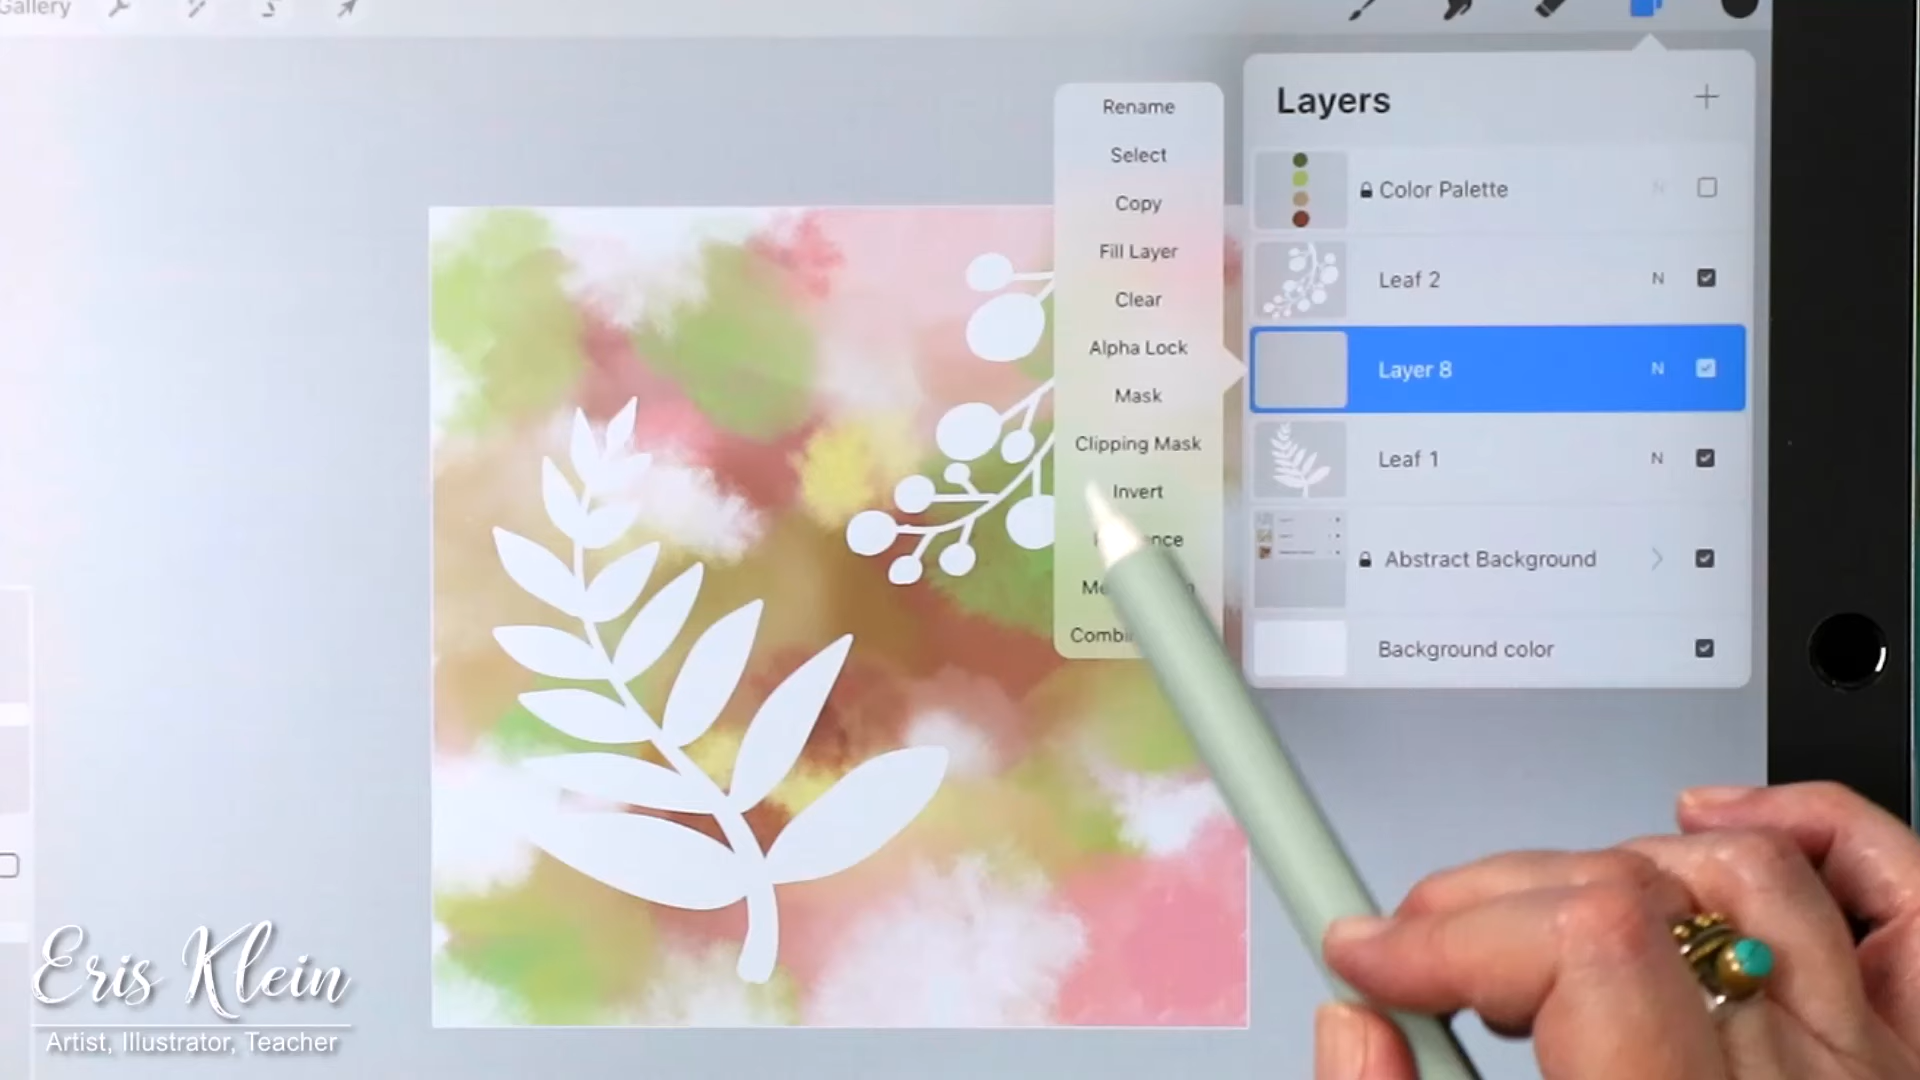 Gallery
Layers
Rename
Select
Copy
Fill Layer
Clear
Alpha Lock
Mask
Clipping Mask
Invert
Color Palette
N
Leaf 2
N
Layer 8
N
Leaf 1
N
Abstract Background
Background color
Eris Klein
Artist, Illustrator, Teacher